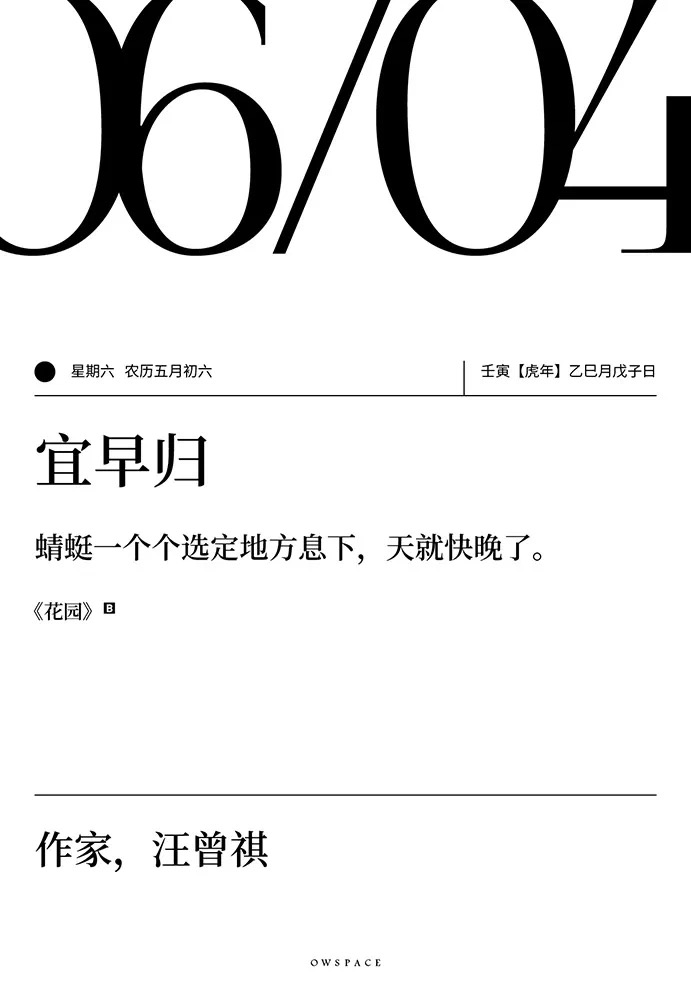 06/04
星期六 农历五月初六
壬寅【虎年】乙巳月戊子日
宜早归
蜻蜓一个个选定地方息下，天就快晚了。
《花园》 B
作家，汪曾祺
OWSPACE